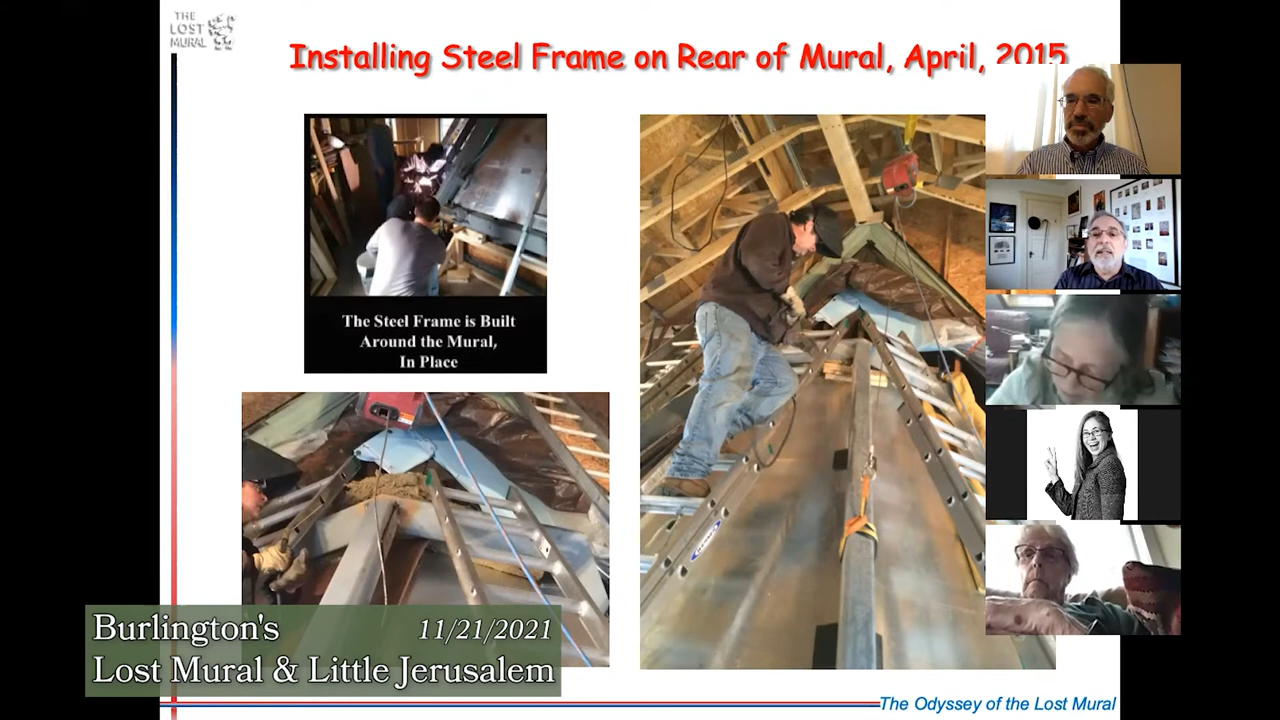 THE
LOST
MURAL
Installing Steel Frame on Rear of Mural, April, 2015
The Steel Frame is Built
Around the Mural,
In Place
Burlington's 11/21/2021
Lost Mural & Little Jerusalem
The Odyssey of the Lost Mural